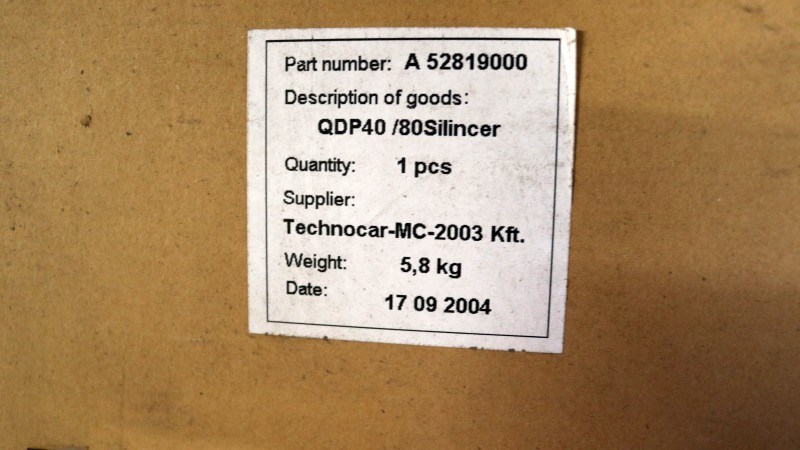 Part number: A 52819000
Description of goods:
QDP40 /80Silincer
Quantity: 1 pcs
Supplier:
Technocar-MC-2003 Kft.
Weight: 5,8 kg
Date: 17 09 2004